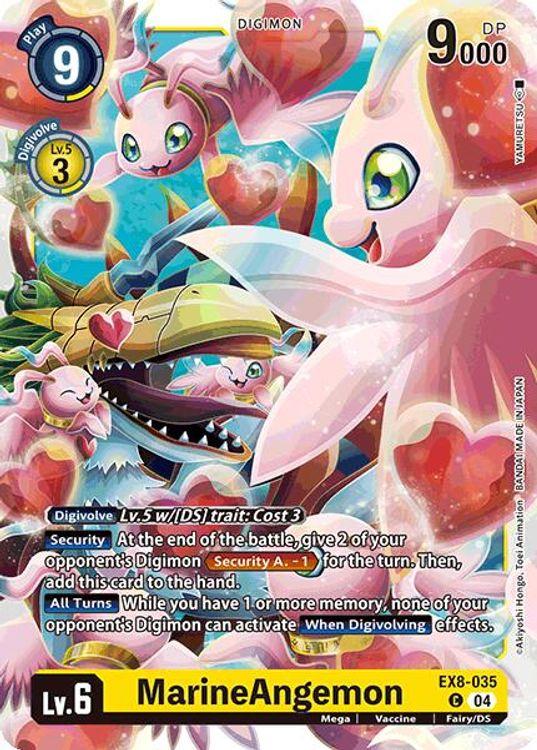 DIGIMON
Play
9
DP
9000
Digivolve
Lv.5
3
YAMURETSU
Digivolve Lv.5 w/[DS] trait: Cost 3
Security At the end of the battle, give 2 of your
opponent's Digimon Security A. -1 for the turn. Then,
add this card to the hand.
All Turns While you have 1 or more memory, none of your
opponent's Digimon can activate When Digivolving effects.
©Akiyoshi Hongo, Toei Animation BANDAI MADE IN JAPAN
Lv.6
MarineAngemon
EX8-035
C 04
Mega | Vaccine | Fairy/DS